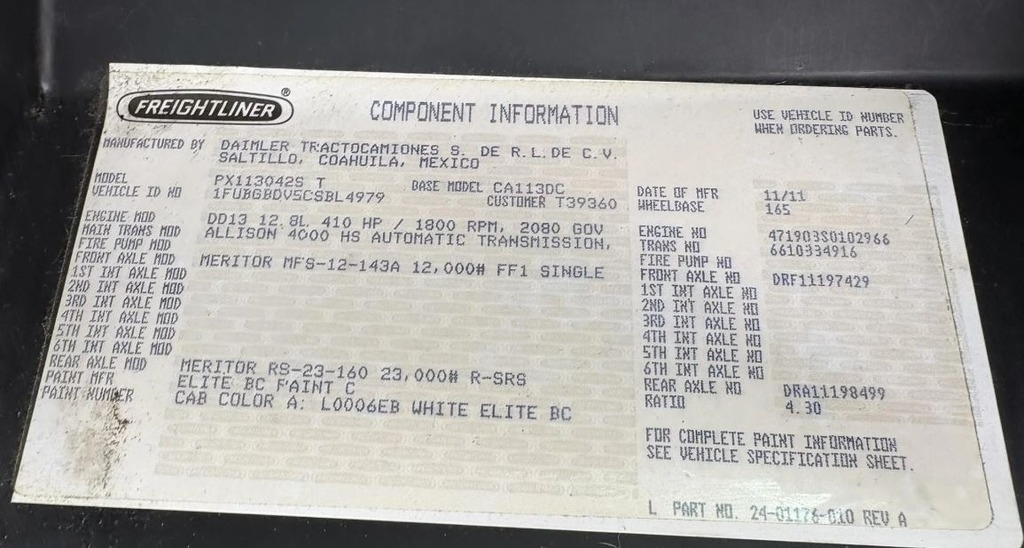 FREIGHTLINER ®
COMPONENT INFORMATION
USE VEHICLE ID NUMBER
WHEN ORDERING PARTS.
MANUFACTURED BY DAIMLER TRACTOCAMIONES S. DE R.L.DE C.V.
SALTILLO, COAHUILA, MEXICO
MODEL PX113042S T BASE MODEL CA113DC
VEHICLE ID NO 1FUBGBDV5CSBL4979 CUSTOMER T39360
ENGINE MOD DD13 12.8L 410 HP / 1800 RPM, 2080 GOV
MAIN TRANS MOD ALLISON 4000 HS AUTOMATIC TRANSMISSION,
FIRE PUMP MOD
FRONT AXLE MOD MERITOR MFS-12-143A 12,000# FF1 SINGLE
1ST INT AXLE MOD
2ND INT AXLE MOD
3RD INT AXLE MOD
4TH INT AXLE MOD
5TH INT AXLE MOD
6TH INT AXLE MOD
REAR AXLE MOD MERITOR RS-23-160 23,000# R-SRS
PAINT MFR ELITE BC PAINT C
PAINT NUMBER CAB COLOR A: L0006EB WHITE ELITE BC
DATE OF MFR 11/11
WHEELBASE 165
ENGINE NO 471903S0102966
TRANS NO 6610334916
FIRE PUMP NO
FRONT AXLE NO DRF11197429
1ST INT AXLE NO
2ND INT AXLE NO
3RD INT AXLE NO
4TH INT AXLE NO
5TH INT AXLE NO
6TH INT AXLE NO
REAR AXLE NO DRA11198499
RATIO 4.30
FOR COMPLETE PAINT INFORMATION
SEE VEHICLE SPECIFICATION SHEET.
L PART NO. 24-01176-010 REV A